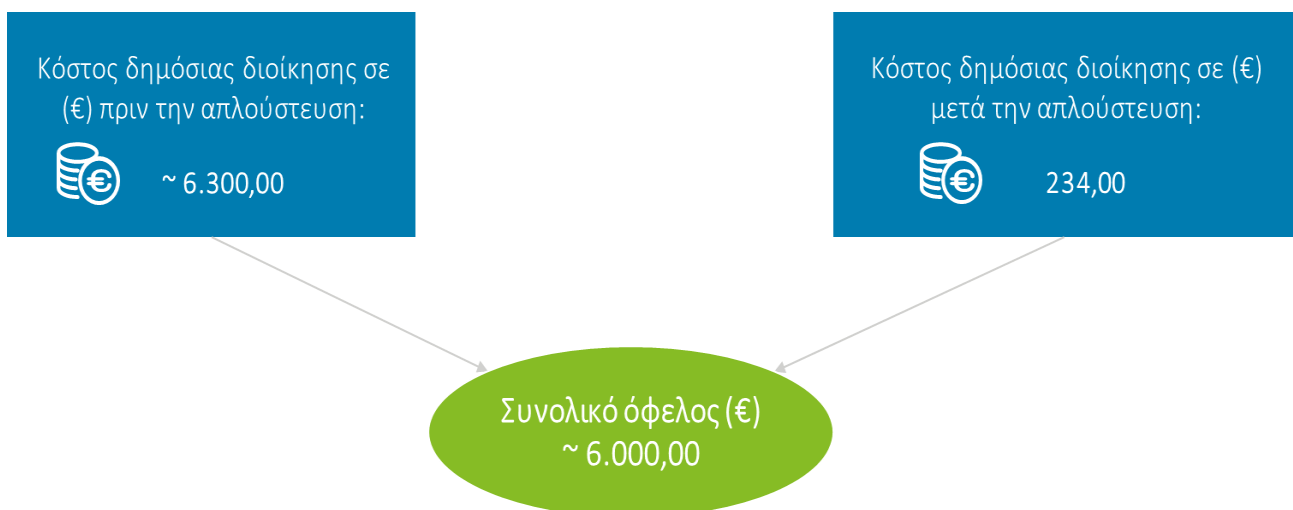 Κόστος δημόσιας διοίκησης σε
(€) πριν την απλούστευση:
€
~ 6.300,00
Κόστος δημόσιας διοίκησης σε (€)
μετά την απλούστευση:
€
234,00
Συνολικό όφελος (€)
~ 6.000,00